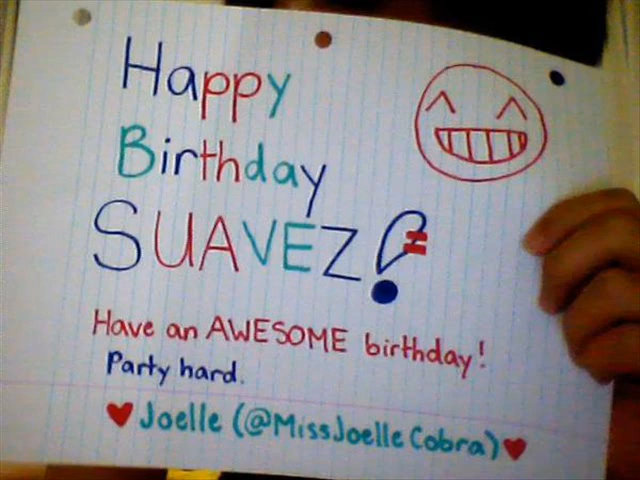 Happy
Birthday
SUAVEZ!
Have an AWESOME birthday!
Party hard.
♥ Joelle (@MissJoelleCobra) ♥